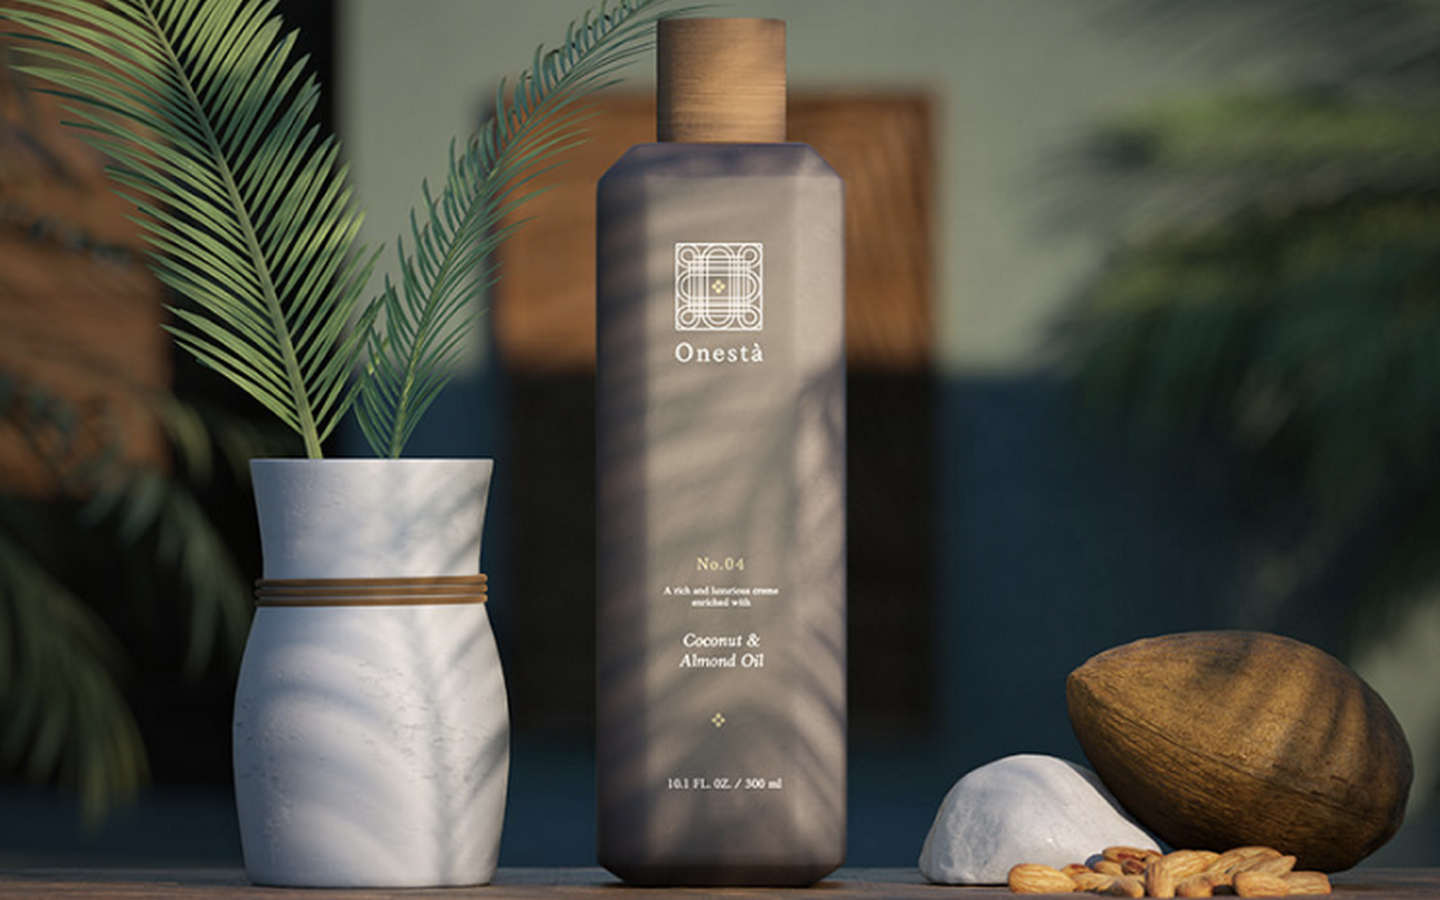 Onestà
No.04
A rich and luxurious creme
enriched with
Coconut &
Almond Oil
10.1 FL. OZ. / 300 ml